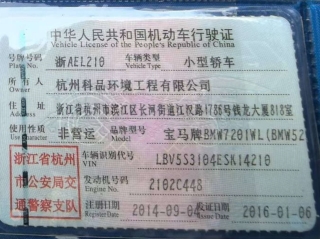 中华人民共和国机动车行驶证
Vehicle License of the People's Republic of China
号牌号码 浙AEL210 车辆类型 小型轿车
Plate No. Vehicle Type
所有人 杭州科品环境工程有限公司
Owner
住址 浙江省杭州市滨江区长河街道江汉路1786号钱龙大厦818室
Address
使用性质 非营运 品牌型号 宝马牌BMW7201WL(BMW52
Use Character Model
浙江省杭州市公安局交通警察支队
车辆识别代号 LBV5S3104ESK14210
VIN
发动机号码 2102C448
Engine No.
注册日期 2014-09-04 发证日期 2016-01-06
Register Date Issue Date